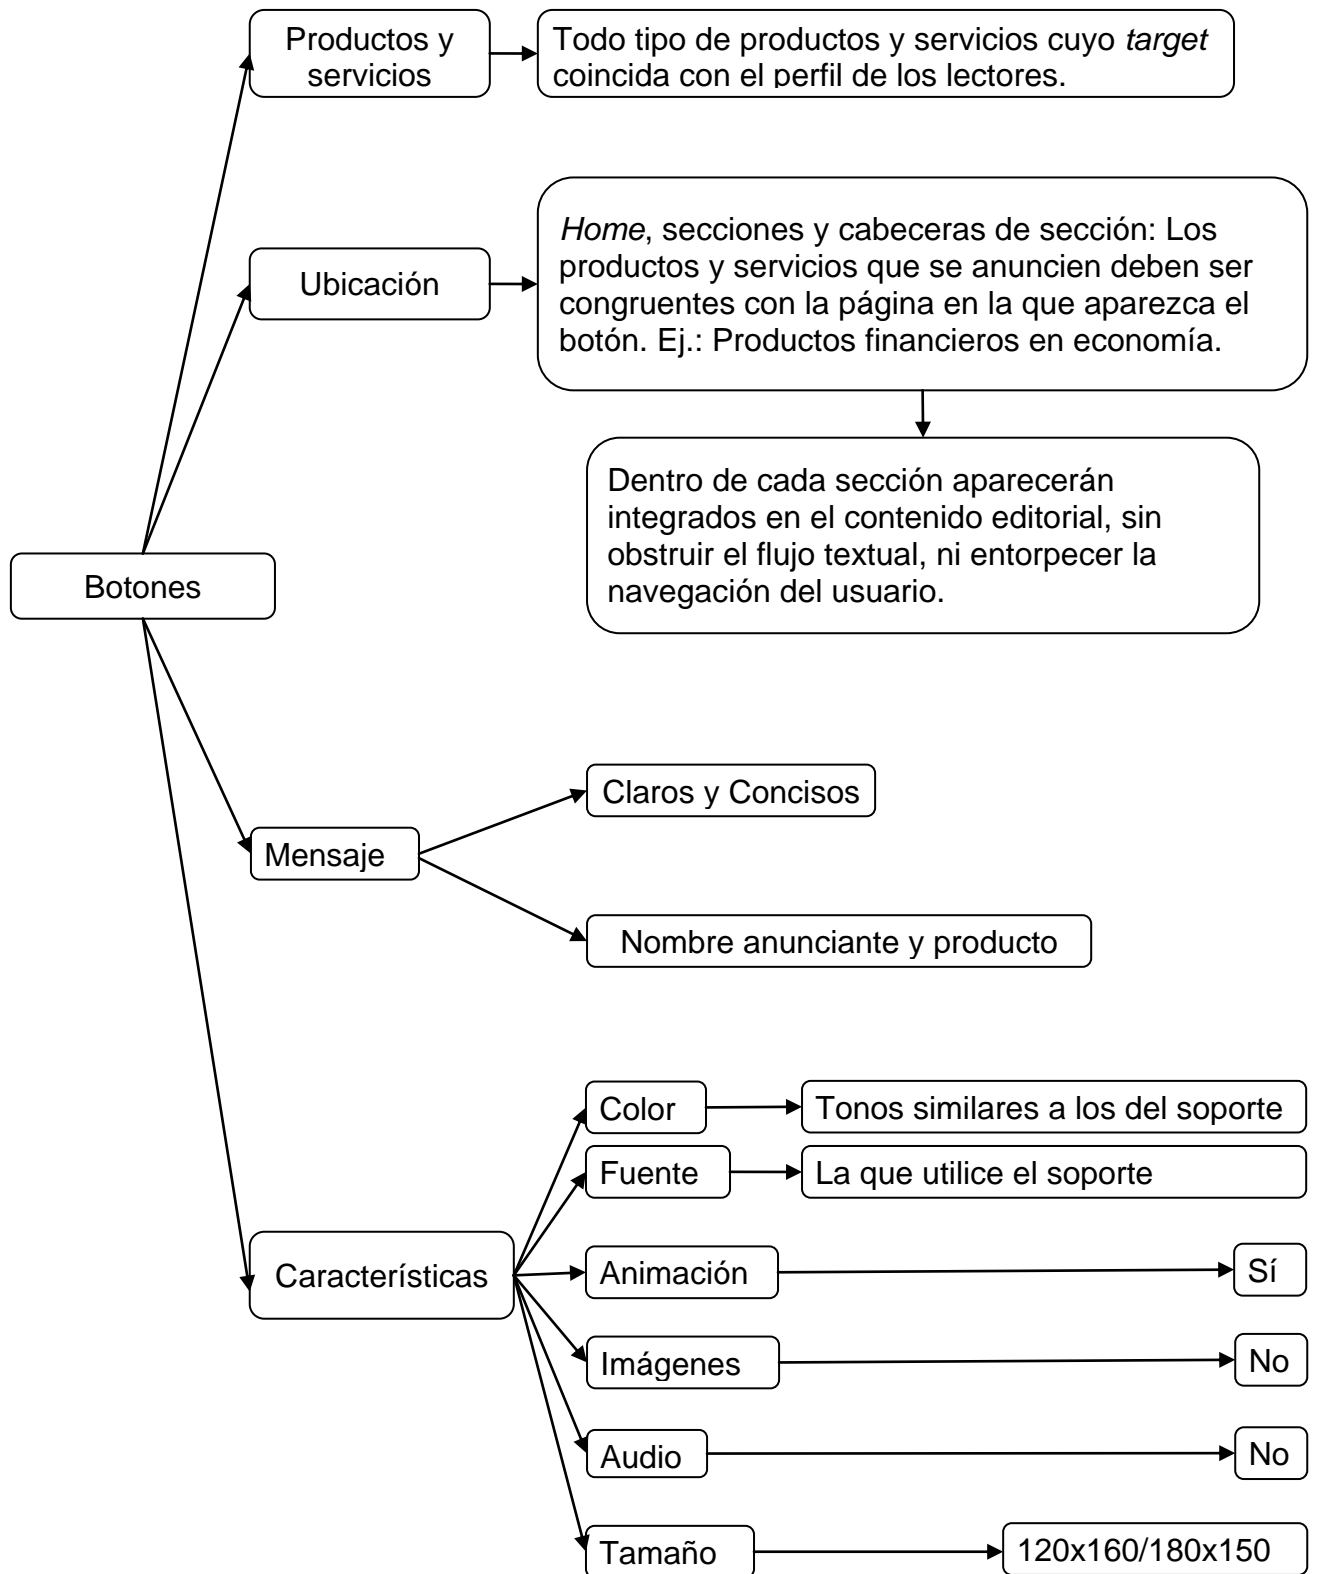 Productos y
servicios
Todo tipo de productos y servicios cuyo target
coincida con el perfil de los lectores.
Ubicación
Home, secciones y cabeceras de sección: Los
productos y servicios que se anuncien deben ser
congruentes con la página en la que aparezca el
botón. Ej.: Productos financieros en economía.
Dentro de cada sección aparecerán
integrados en el contenido editorial, sin
obstruir el flujo textual, ni entorpecer la
navegación del usuario.
Botones
Mensaje
Claros y Concisos
Nombre anunciante y producto
Características
Color
Tonos similares a los del soporte
Fuente
La que utilice el soporte
Animación
Sí
Imágenes
No
Audio
No
Tamaño
120x160/180x150